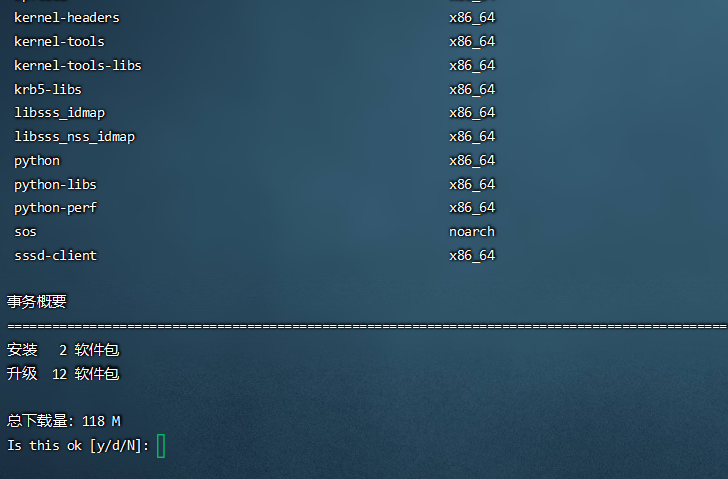 kernel-headers x86_64
kernel-tools x86_64
kernel-tools-libs x86_64
krb5-libs x86_64
libsss_idmap x86_64
libsss_nss_idmap x86_64
python x86_64
python-libs x86_64
python-perf x86_64
sos noarch
sssd-client x86_64
事务概要
================================================================================================
安装 2 软件包
升级 12 软件包
总下载量: 118 M
Is this ok [y/d/N]: